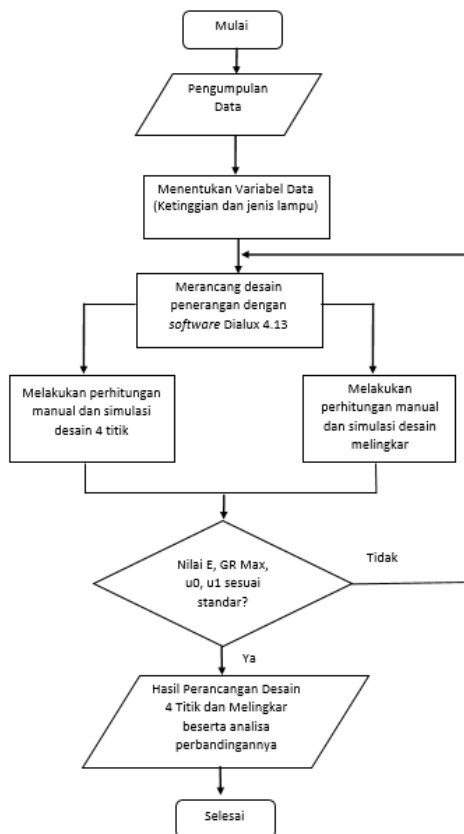 Mulai
Pengumpulan
Data
Menentukan Variabel Data
(Ketinggian dan jenis lampu)
Merancang desain
penerangan dengan
software Dialux 4.13
Melakukan perhitungan
manual dan simulasi
desain 4 titik
Melakukan
perhitungan manual
dan simulasi desain
melingkar
Nilai E, GR Max,
u0, u1 sesuai
standar?
Tidak
Ya
Hasil Perancangan Desain
4 Titik dan Melingkar
beserta analisa
perbandingannya
Selesai